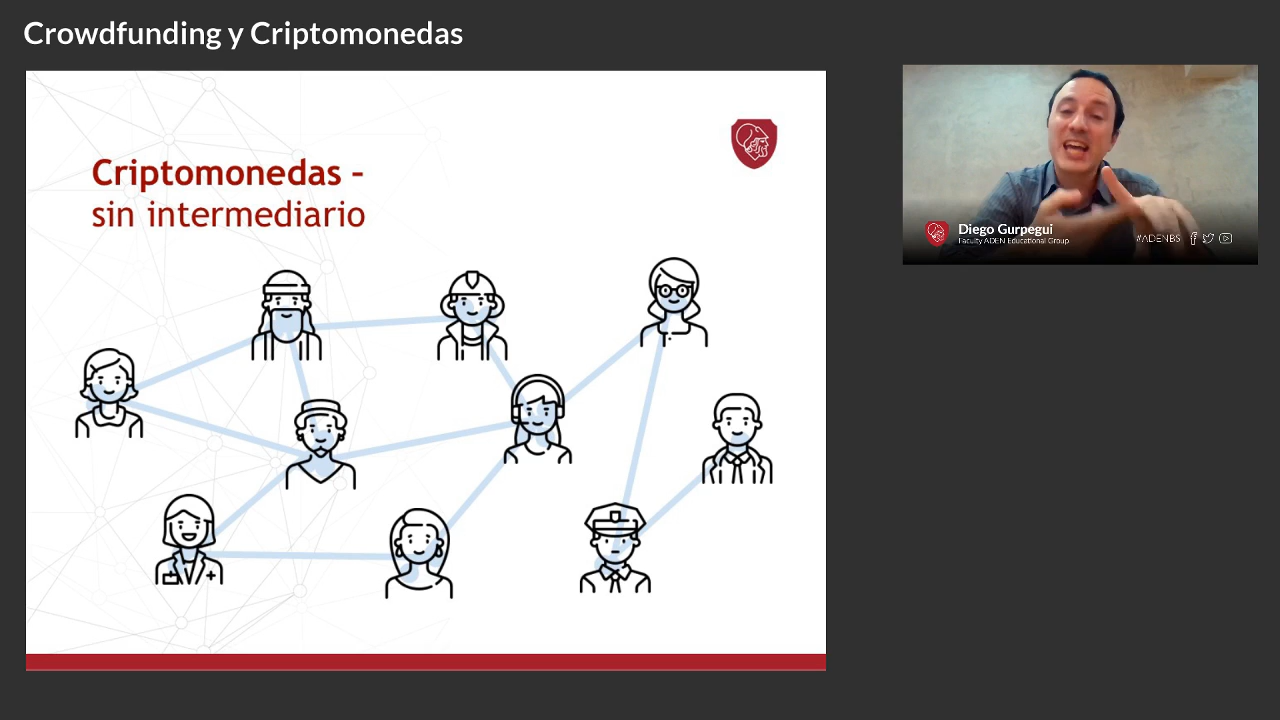 Crowdfunding y Criptomonedas
Criptomonedas -
sin intermediario
Diego Gurpegui
Faculty ADEN Educational Group
#ADENBS